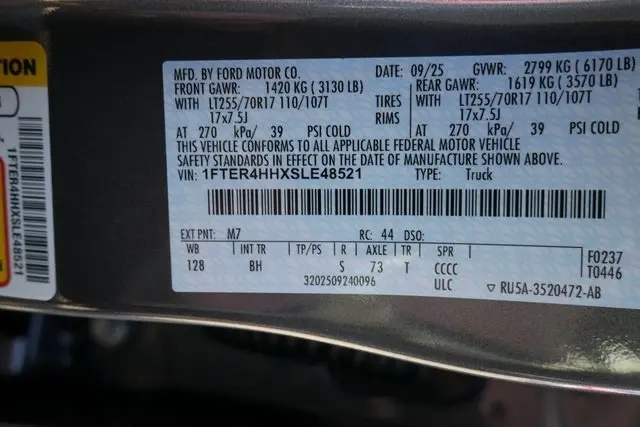 TION
1FTER4HHXSLE48521
MFD. BY FORD MOTOR CO. DATE: 09/25 GVWR: 2799 KG ( 6170 LB)
FRONT GAWR: 1420 KG ( 3130 LB) REAR GAWR: 1619 KG ( 3570 LB)
WITH LT255/70R17 110/107T TIRES WITH LT255/70R17 110/107T
17x7.5J RIMS 17x7.5J
AT 270 kPa/ 39 PSI COLD AT 270 kPa/ 39 PSI COLD
THIS VEHICLE CONFORMS TO ALL APPLICABLE FEDERAL MOTOR VEHICLE
SAFETY STANDARDS IN EFFECT ON THE DATE OF MANUFACTURE SHOWN ABOVE.
VIN: 1FTER4HHXSLE48521 TYPE: Truck
EXT PNT: M7 RC: 44 DSO:
WB INT TR TP/PS R AXLE TR SPR F0237
128 BH S 73 T CCCC T0446
3202509240096 ULC ▽ RU5A-3520472-AB